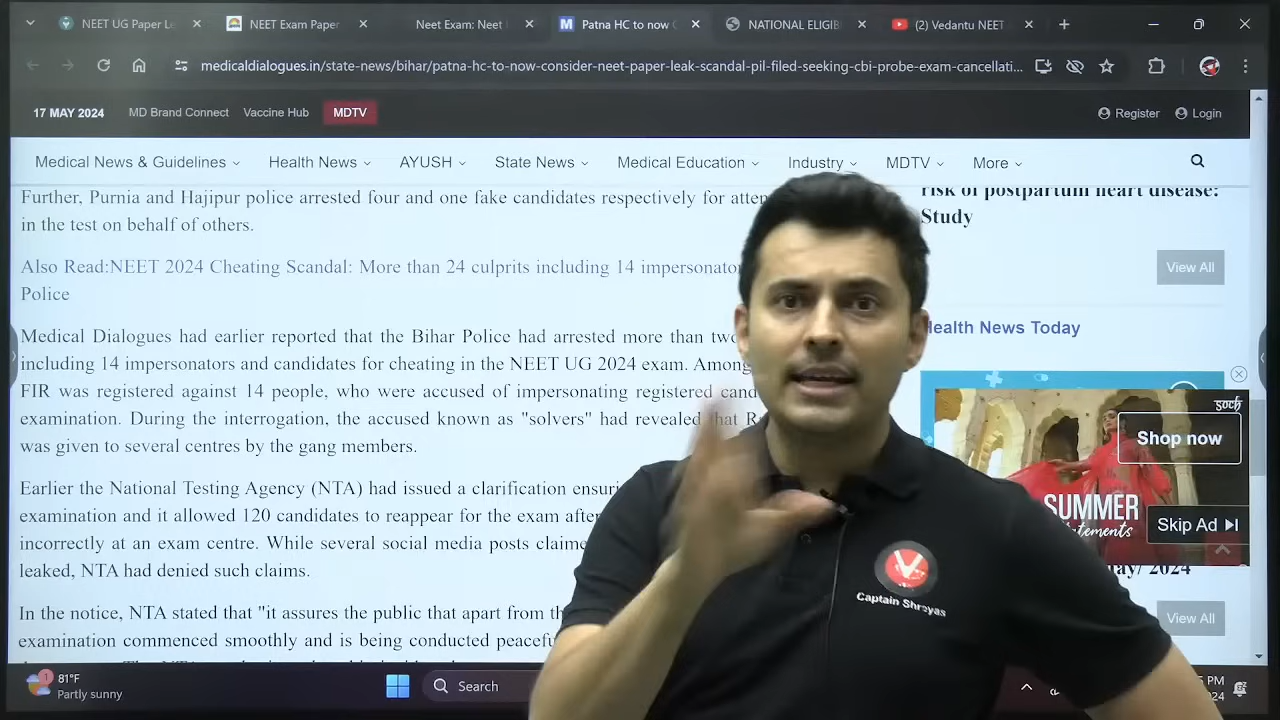 NEET UG Paper Le
NEET Exam Paper
Neet Exam: Neet
Patna HC to now C
NATIONAL ELIGIB
(2) Vedantu NEET
medicaldialogues.in/state-news/bihar/patna-hc-to-now-consider-neet-paper-leak-scandal-pil-filed-seeking-cbi-probe-exam-cancellati...
17 MAY 2024
MD Brand Connect
Vaccine Hub
MDTV
Register
Login
Medical News & Guidelines
Health News
AYUSH
State News
Medical Education
Industry
MDTV
More
Further, Purnia and Hajipur police arrested four and one fake candidates respectively for atten
in the test on behalf of others.
Also Read:NEET 2024 Cheating Scandal: More than 24 culprits including 14 impersonator
Police
Medical Dialogues had earlier reported that the Bihar Police had arrested more than two
including 14 impersonators and candidates for cheating in the NEET UG 2024 exam. Among
FIR was registered against 14 people, who were accused of impersonating registered cand
examination. During the interrogation, the accused known as "solvers" had revealed that R
was given to several centres by the gang members.
Earlier the National Testing Agency (NTA) had issued a clarification ensuri
examination and it allowed 120 candidates to reappear for the exam after
incorrectly at an exam centre. While several social media posts claime
leaked, NTA had denied such claims.
In the notice, NTA stated that "it assures the public that apart from th
examination commenced smoothly and is being conducted peacefu
risk of postpartum heart disease:
Study
View All
Health News Today
soch
Shop now
SUMMER
Statements
Skip Ad
May/ 2024
View All
Captain Shreyas
1
81°F
Partly sunny
Search
5 PM
024